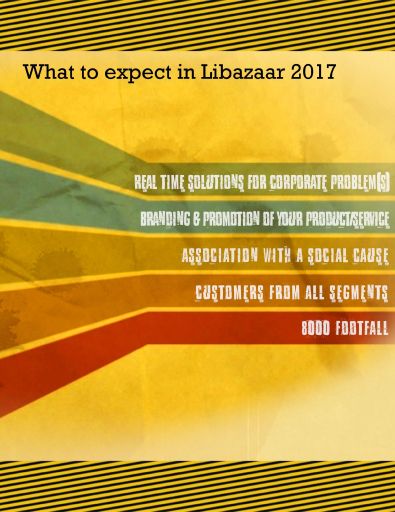 What to expect in Libazaar 2017
REAL TIME SOLUTIONS FOR CORPORATE PROBLEM(S)
BRANDING & PROMOTION OF YOUR PRODUCT/SERVICE
ASSOCIATION WITH A SOCIAL CAUSE
CUSTOMERS FROM ALL SEGMENTS
8000 FOOTFALL